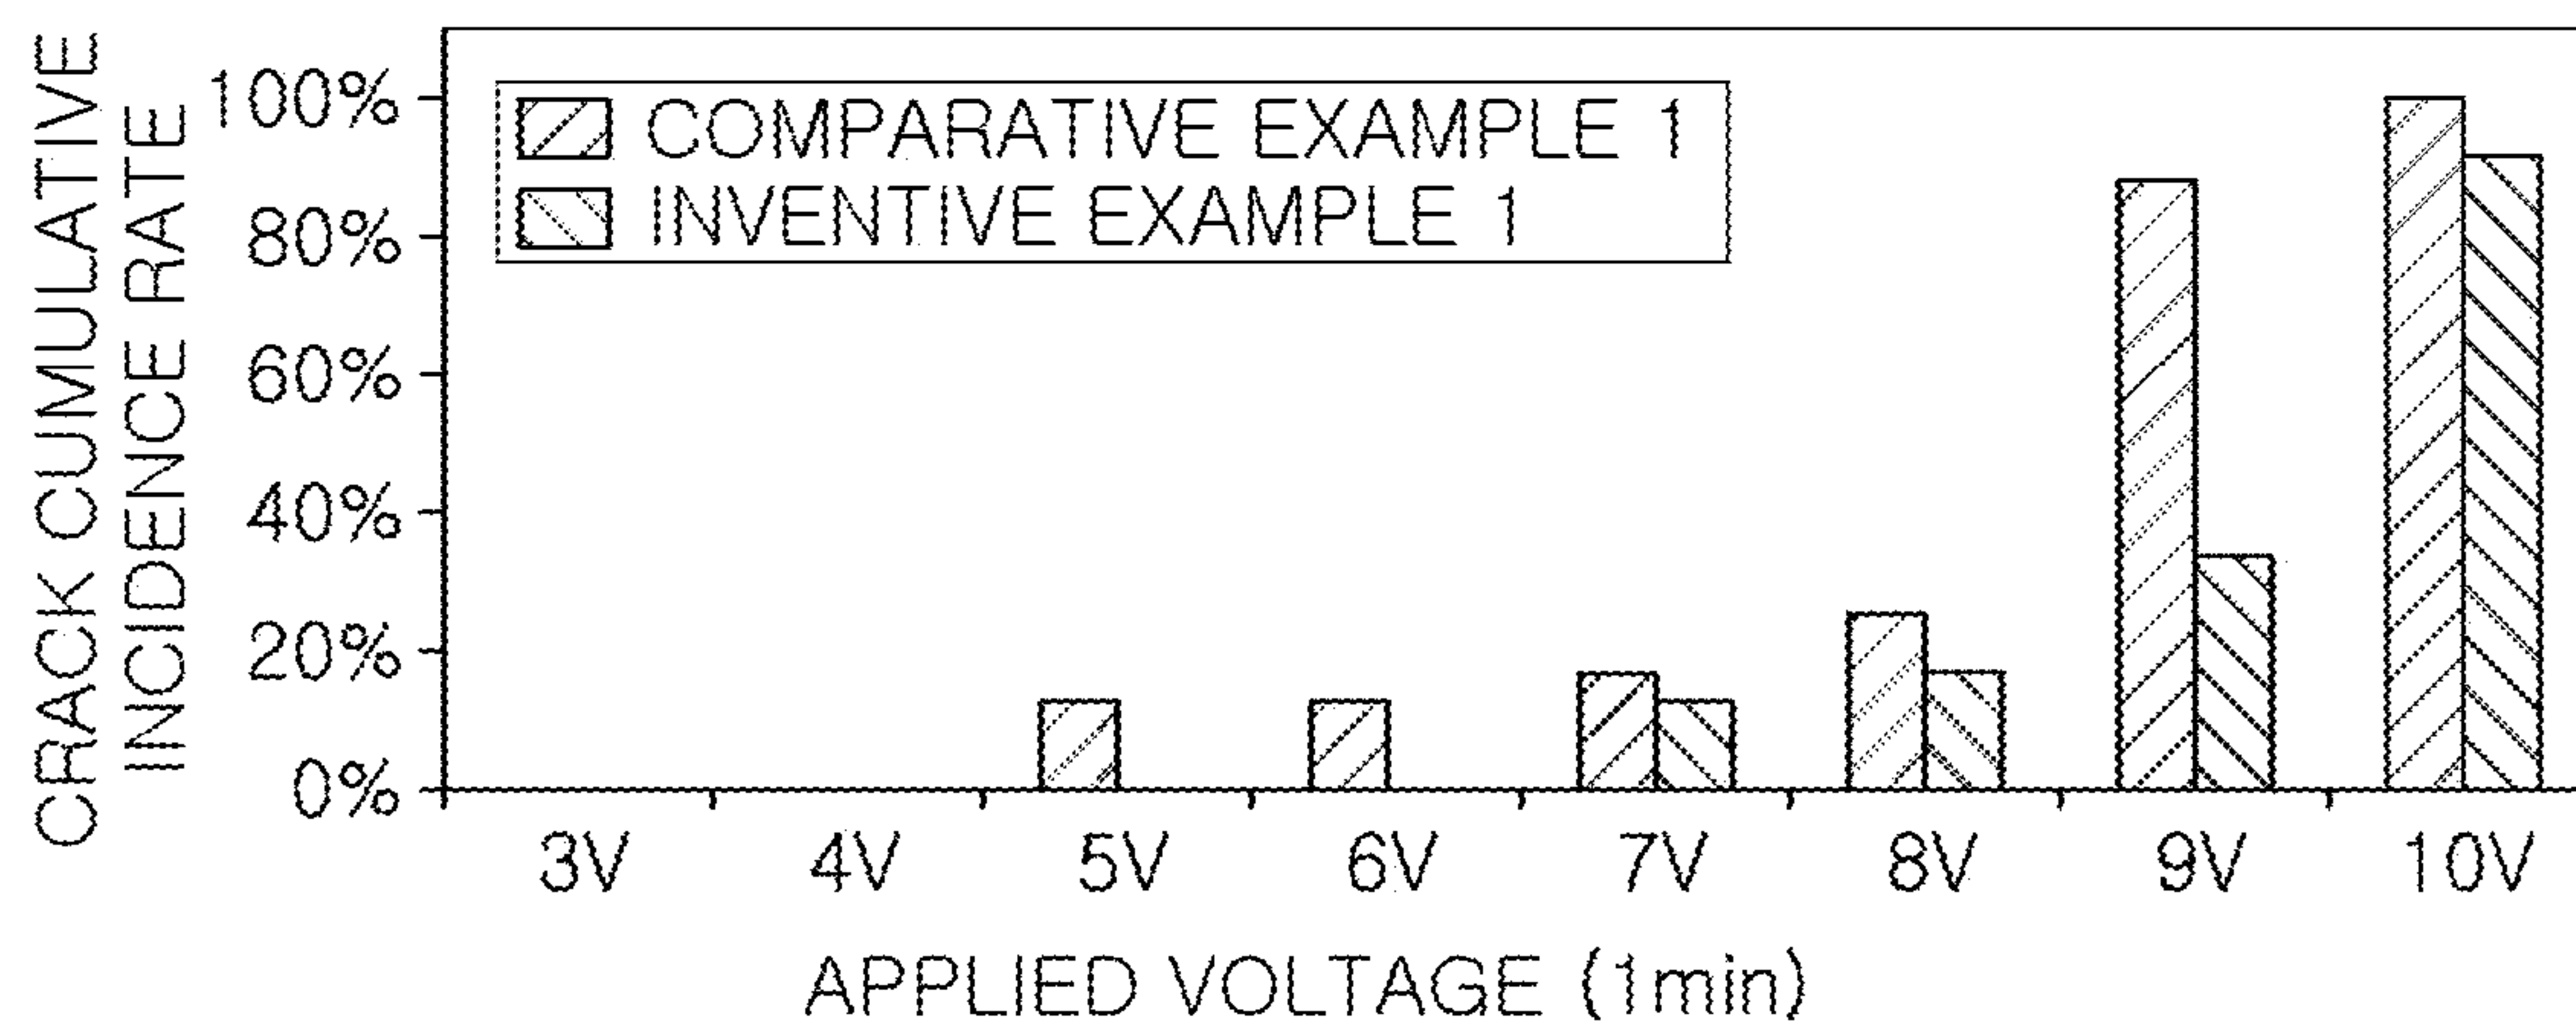 CRACK CUMULATIVE
INCIDENCE RATE
100%
80%
60%
40%
20%
0%
COMPARATIVE EXAMPLE 1
INVENTIVE EXAMPLE 1
3V
4V
5V
6V
7V
8V
9V
10V
APPLIED VOLTAGE (1min)